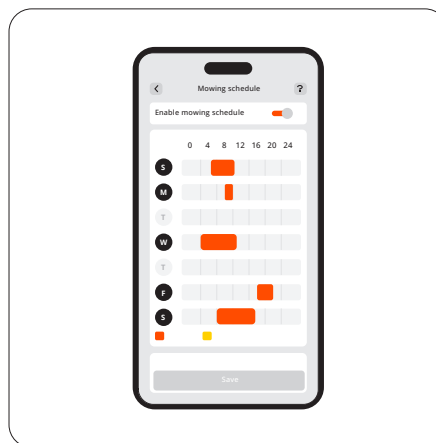 Mowing schedule ?
Enable mowing schedule
0 4 8 12 16 20 24
S
M
T
W
T
F
S
Save